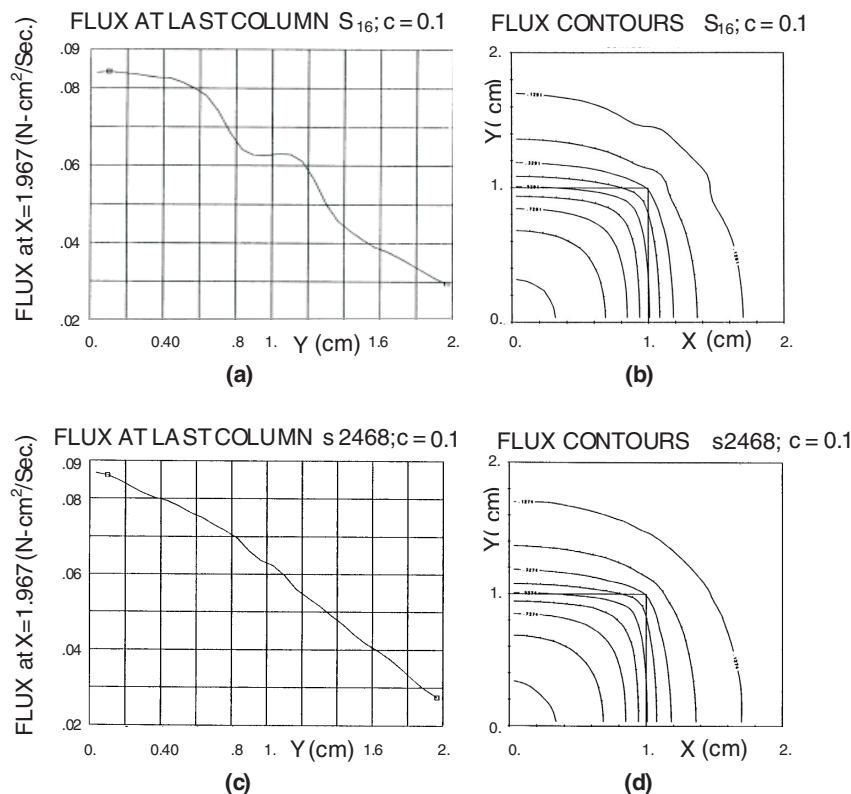 FLUX AT LAST COLUMN S16; c = 0.1
FLUX at X=1.967 (N-cm²/Sec.)
.09
.08
.06
.04
.02
0. 0.40 .8 1. 1.6 2.
Y (cm)
(a)
FLUX CONTOURS S16; c = 0.1
Y( cm)
2.
1.
0.
0. 1. 2.
X (cm)
(b)
FLUX AT LAST COLUMN s 2468; c = 0.1
FLUX at X=1.967 (N-cm²/Sec.)
.09
.08
.06
.04
.02
0. 0.40 .8 1. 1.6 2.
Y (cm)
(c)
FLUX CONTOURS s2468; c = 0.1
Y( cm)
2.
1.
0.
0. 1. 2.
X (cm)
(d)